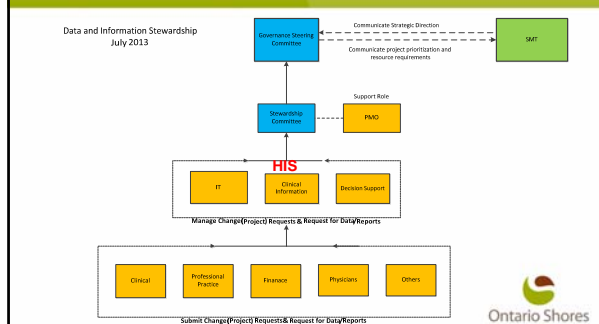 Data and Information Stewardship
July 2013
Communicate Strategic Direction
Governance Steering
Committee
SMT
Communicate project prioritization and
resource requirements
Support Role
Stewardship
Committee
PMO
HIS
IT
Clinical
Information
Decision Support
Manage Change(Project) Requests & Request for Data/Reports
Clinical
Professional
Practice
Finanace
Physicians
Others
Submit Change(Project) Requests& Request for Data/Reports
Ontario Shores